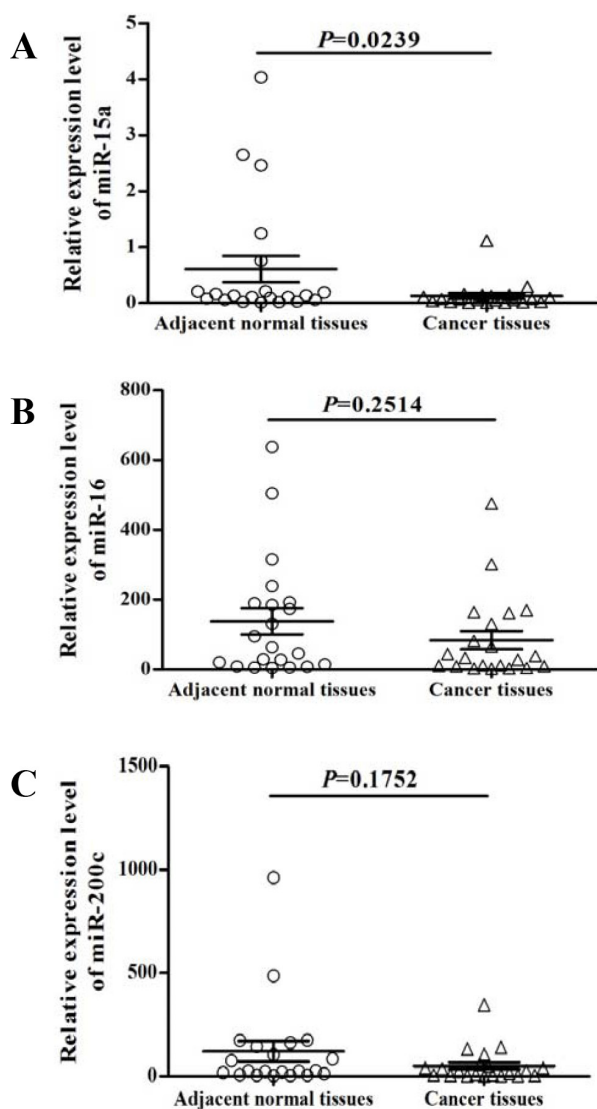 A
Relative expression level
of miR-15a
5
4
3
2
1
0
P=0.0239
Adjacent normal tissues
Cancer tissues
B
Relative expression level
of miR-16
800
600
400
200
0
P=0.2514
Adjacent normal tissues
Cancer tissues
C
Relative expression level
of miR-200c
1500
1000
500
0
P=0.1752
Adjacent normal tissues
Cancer tissues